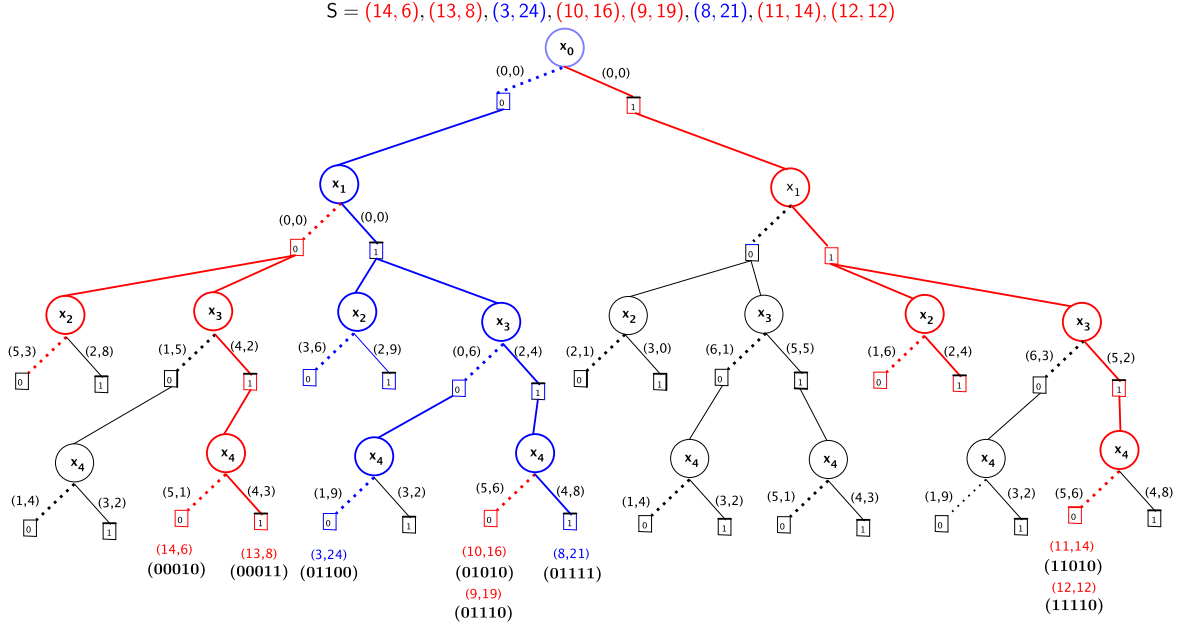 S = (14, 6), (13, 8), (3, 24), (10, 16), (9, 19), (8, 21), (11, 14), (12, 12)
x0
(0,0) (0,0)
0 1
x1 x1
(0,0) (0,0)
0 1 0 1
x2 x3 x2 x3 x2 x3 x2 x3
(5,3) (2,8) (1,5) (4,2) (3,6) (2,9) (0,6) (2,4) (2,1) (3,0) (6,1) (5,5) (1,6) (2,4) (6,3) (5,2)
0 1 0 1 0 1 0 1 0 1 0 1 0 1 0 1
x4 x4 x4 x4 x4 x4 x4 x4
(1,4) (3,2) (5,1) (4,3) (1,9) (3,2) (5,6) (4,8) (1,4) (3,2) (5,1) (4,3) (1,9) (3,2) (5,6) (4,8)
0 1 0 1 0 1 0 1 0 1 0 1 0 1 0 1
(14,6) (13,8) (3,24) (10,16) (8,21) (11,14)
(00010) (00011) (01100) (01010) (01111) (11010)
(9,19) (12,12)
(01110) (11110)